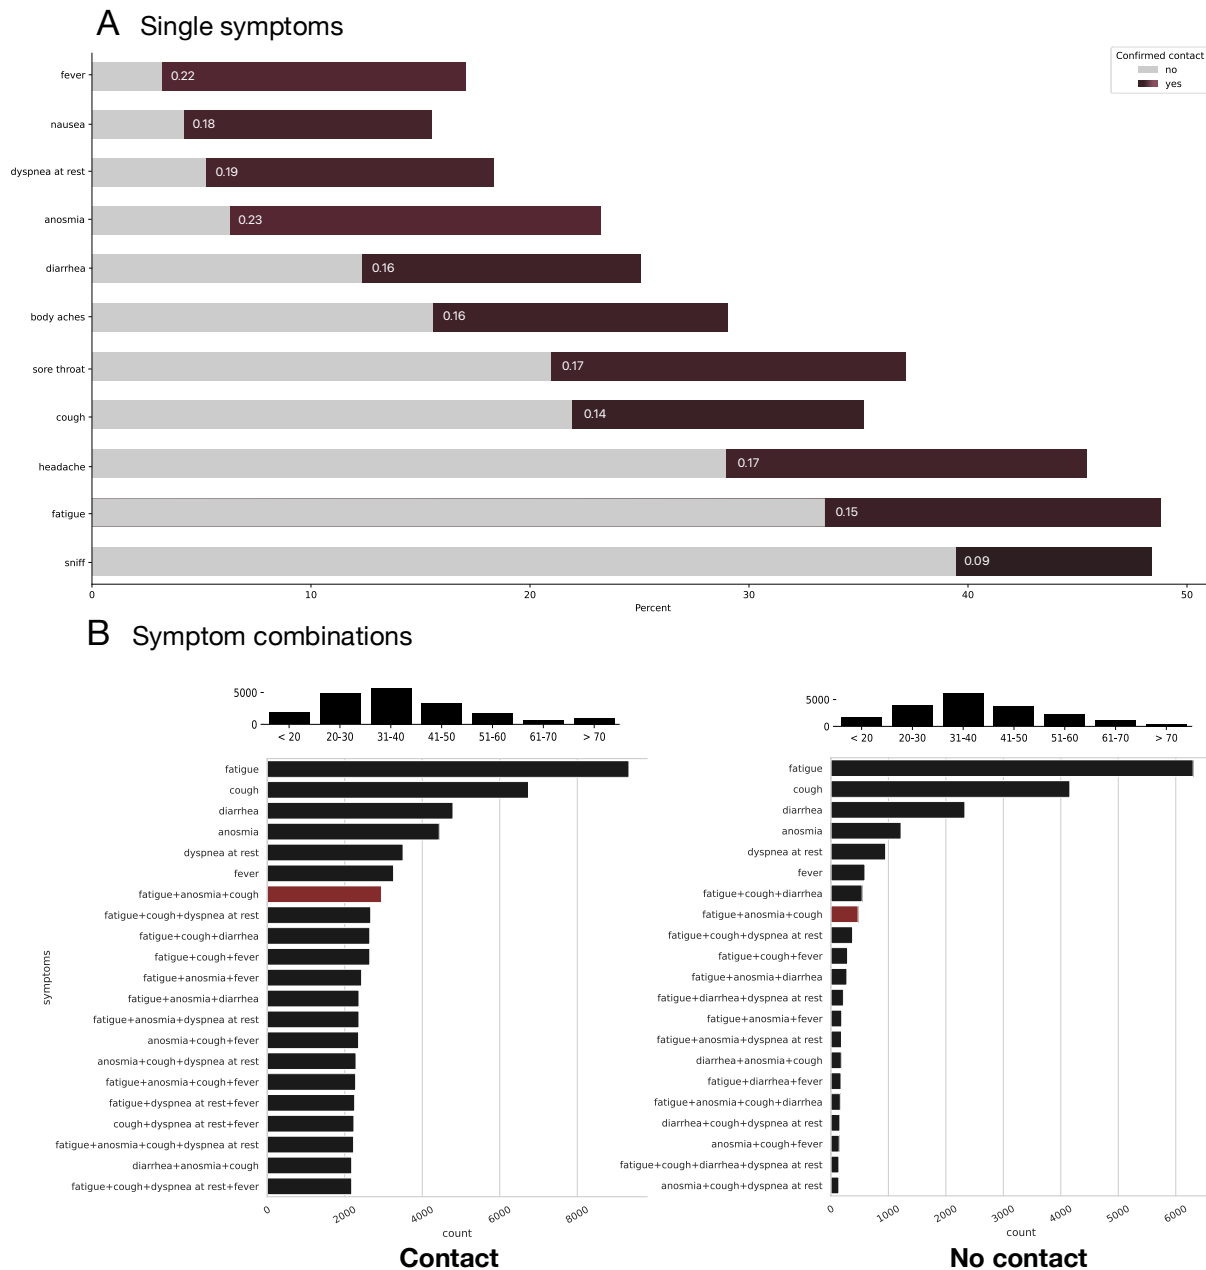 A Single symptoms
Confirmed contact
no
yes
fever 0.22
nausea 0.18
dyspnea at rest 0.19
anosmia 0.23
diarrhea 0.16
body aches 0.16
sore throat 0.17
cough 0.14
headache 0.17
fatigue 0.15
sniff 0.09
0 10 20 30 40 50
Percent
B Symptom combinations
5000
0
< 20 20-30 31-40 41-50 51-60 61-70 > 70
symptoms
fatigue
cough
diarrhea
anosmia
dyspnea at rest
fever
fatigue+anosmia+cough
fatigue+cough+dyspnea at rest
fatigue+cough+diarrhea
fatigue+cough+fever
fatigue+anosmia+fever
fatigue+anosmia+diarrhea
fatigue+anosmia+dyspnea at rest
anosmia+cough+fever
anosmia+cough+dyspnea at rest
fatigue+anosmia+cough+fever
fatigue+dyspnea at rest+fever
cough+dyspnea at rest+fever
fatigue+anosmia+cough+dyspnea at rest
diarrhea+anosmia+cough
fatigue+cough+dyspnea at rest+fever
0 2000 4000 6000 8000
count
Contact
5000
0
< 20 20-30 31-40 41-50 51-60 61-70 > 70
fatigue
cough
diarrhea
anosmia
dyspnea at rest
fever
fatigue+cough+diarrhea
fatigue+anosmia+cough
fatigue+cough+dyspnea at rest
fatigue+cough+fever
fatigue+anosmia+diarrhea
fatigue+diarrhea+dyspnea at rest
fatigue+anosmia+fever
fatigue+anosmia+dyspnea at rest
diarrhea+anosmia+cough
fatigue+diarrhea+fever
fatigue+anosmia+cough+diarrhea
diarrhea+cough+dyspnea at rest
anosmia+cough+fever
fatigue+cough+diarrhea+dyspnea at rest
anosmia+cough+dyspnea at rest
0 1000 2000 3000 4000 5000 6000
count
No contact